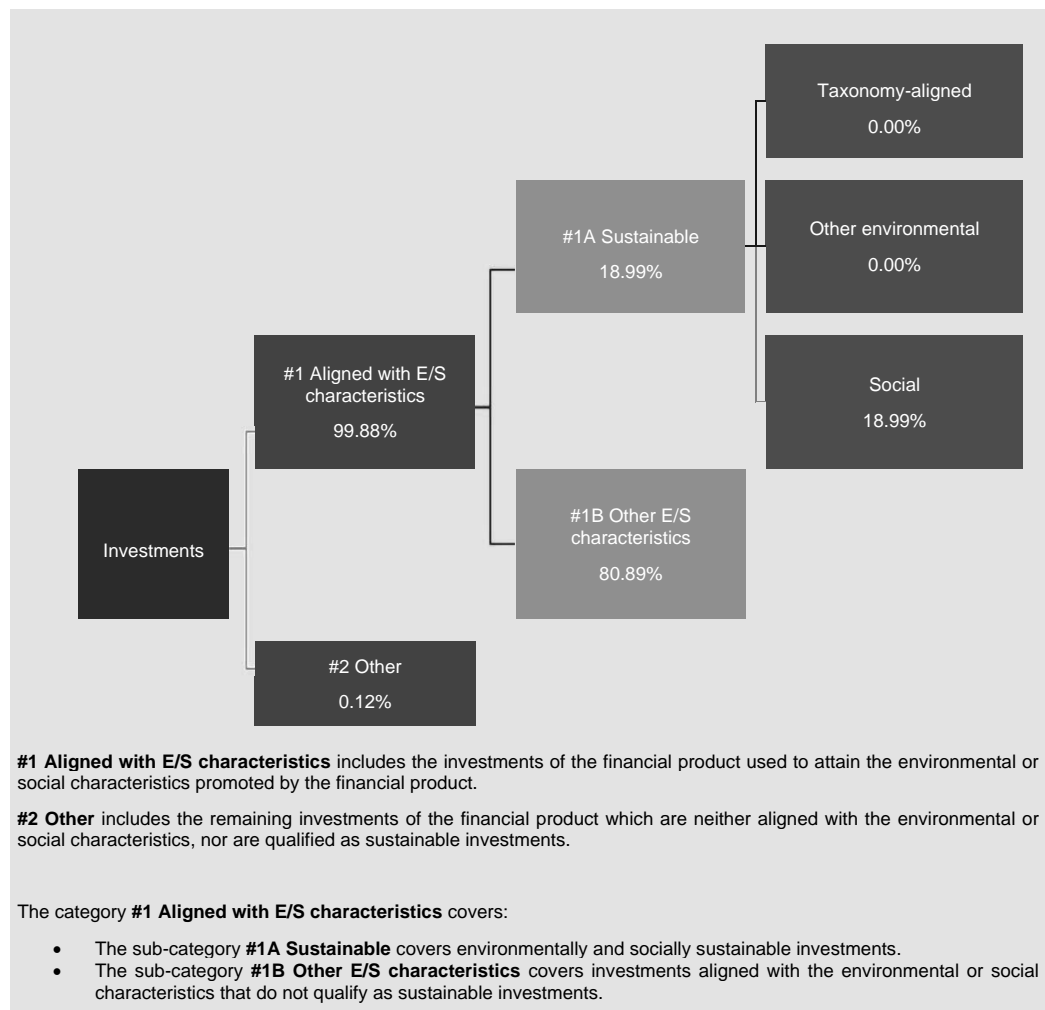 Taxonomy-aligned
0.00%
#1A Sustainable
18.99%
Other environmental
0.00%
#1 Aligned with E/S
characteristics
99.88%
Social
18.99%
Investments
#1B Other E/S
characteristics
80.89%
#2 Other
0.12%
#1 Aligned with E/S characteristics includes the investments of the financial product used to attain the environmental or
social characteristics promoted by the financial product.
#2 Other includes the remaining investments of the financial product which are neither aligned with the environmental or
social characteristics, nor are qualified as sustainable investments.
The category #1 Aligned with E/S characteristics covers:
• The sub-category #1A Sustainable covers environmentally and socially sustainable investments.
• The sub-category #1B Other E/S characteristics covers investments aligned with the environmental or social
characteristics that do not qualify as sustainable investments.